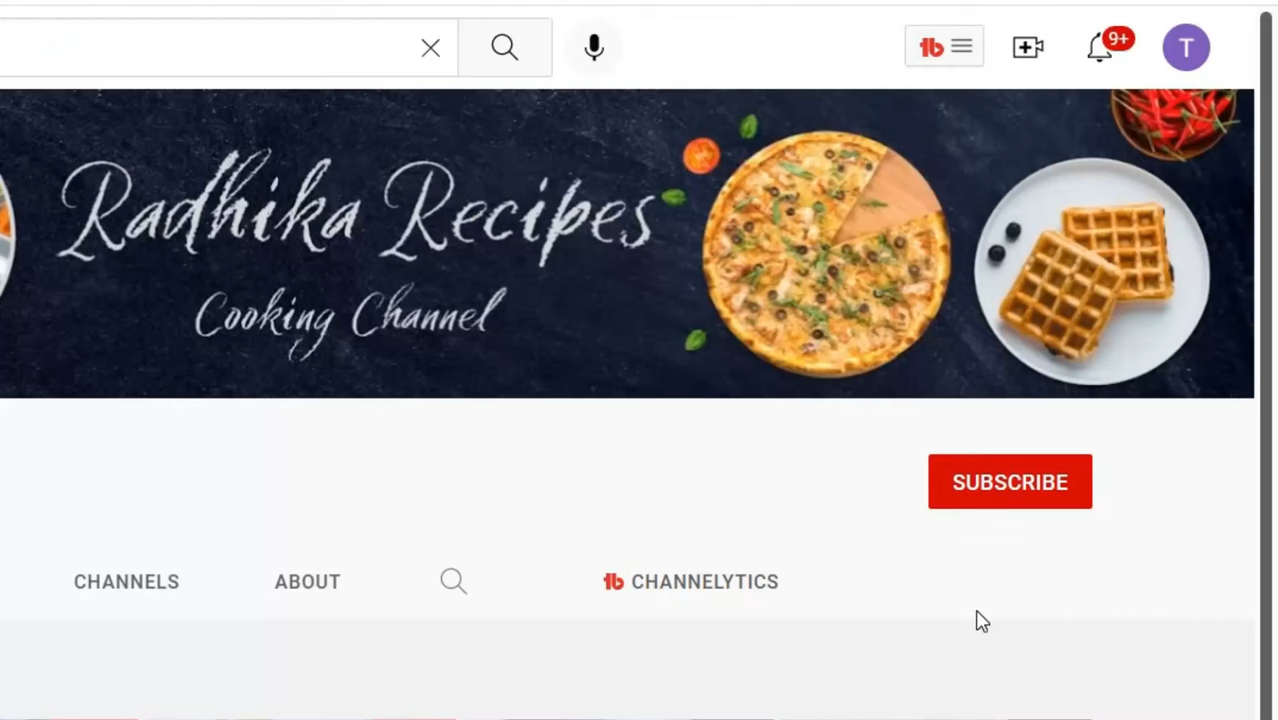 9+
T
Radhika Recipes
Cooking Channel
SUBSCRIBE
CHANNELS ABOUT CHANNELYTICS